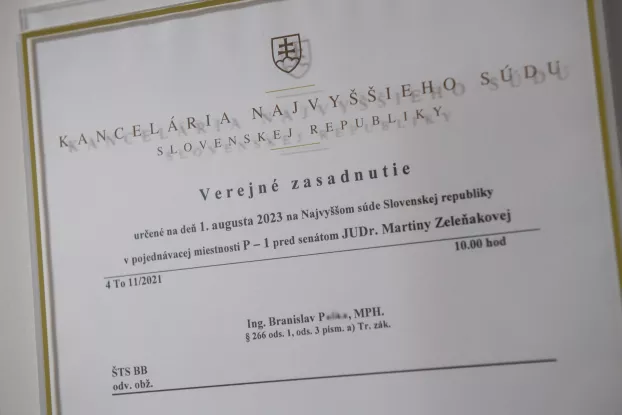 KANCELÁRIA NAJVYŠŠIEHO SÚDU
SLOVENSKEJ REPUBLIKY
Verejné zasadnutie
určené na deň 1. augusta 2023 na Najvyššom súde Slovenskej republiky
v pojednávacej miestnosti P – 1 pred senátom JUDr. Martiny Zeleňakovej
10.00 hod
4 To 11/2021
Ing. Branislav , MPH.
§ 266 ods. 1, ods. 3 písm. a) Tr. zák.
ŠTS BB
odv. obž.